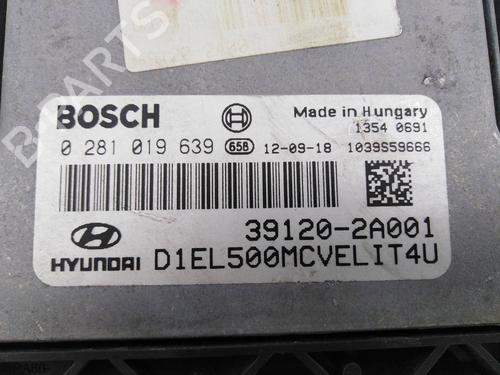 B-PARTS
BOSCH
Made in Hungary
1354 0691
0 281 019 639 658 12-09-18 1039S59666
39120-2A001
HYUNDAI D1EL500MCVELIT4U